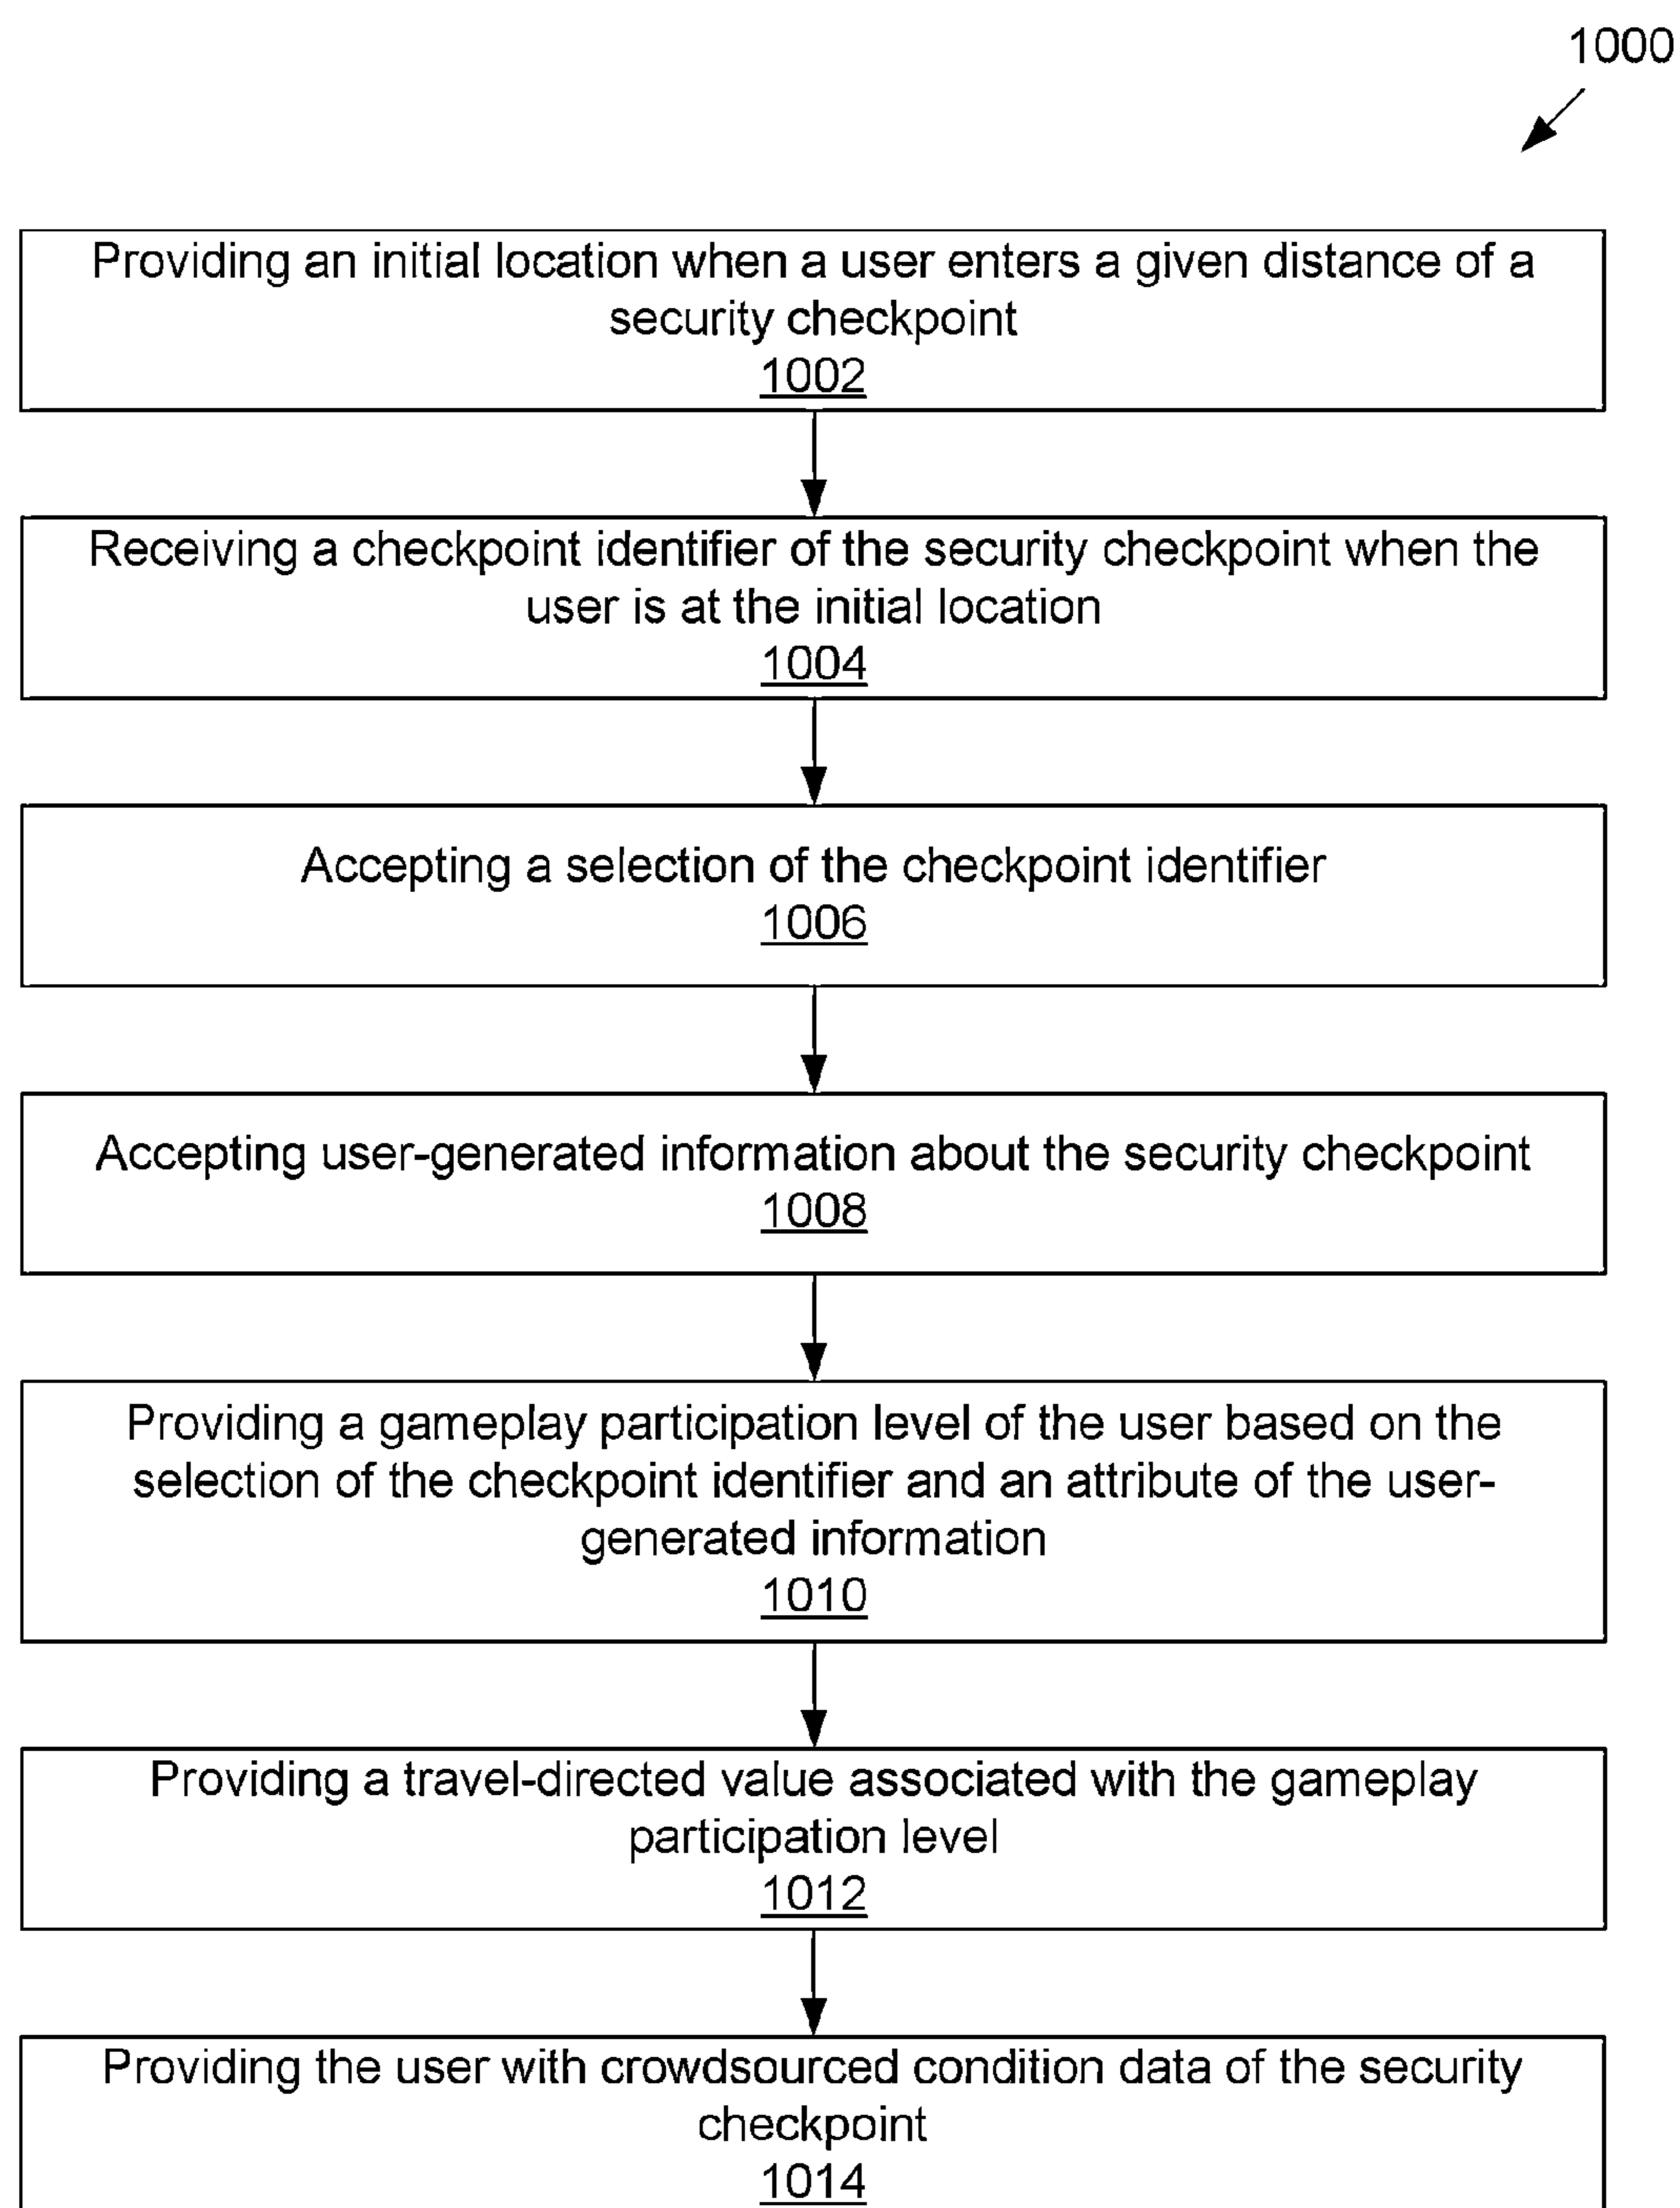 1000
Providing an initial location when a user enters a given distance of a
security checkpoint
1002
Receiving a checkpoint identifier of the security checkpoint when the
user is at the initial location
1004
Accepting a selection of the checkpoint identifier
1006
Accepting user-generated information about the security checkpoint
1008
Providing a gameplay participation level of the user based on the
selection of the checkpoint identifier and an attribute of the user-
generated information
1010
Providing a travel-directed value associated with the gameplay
participation level
1012
Providing the user with crowdsourced condition data of the security
checkpoint
1014